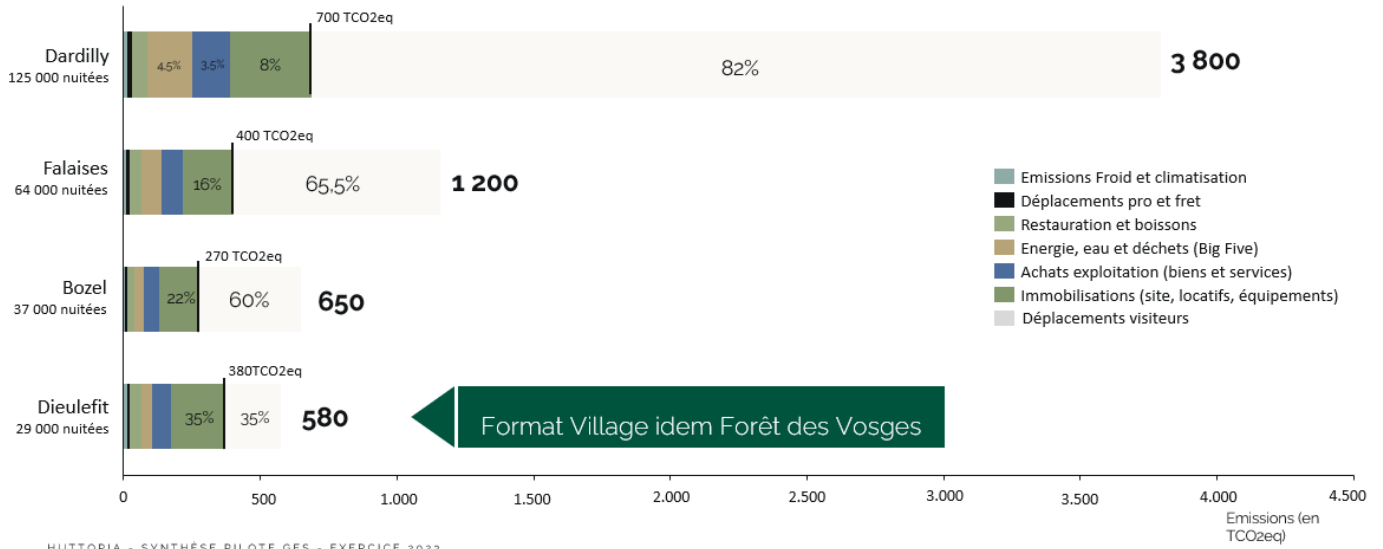 700 TCO2eq
Dardilly
125 000 nuitées
4.5%
3.5%
8%
82%
3 800
400 TCO2eq
Falaises
64 000 nuitées
16%
65,5%
1 200
Emissions Froid et climatisation
Déplacements pro et fret
Restauration et boissons
Energie, eau et déchets (Big Five)
Achats exploitation (biens et services)
Immobilisations (site, locatifs, équipements)
Déplacements visiteurs
270 TCO2eq
Bozel
37 000 nuitées
22%
60%
650
380TCO2eq
Dieulefit
29 000 nuitées
35%
35%
580
Format Village idem Forêt des Vosges
0 500 1.000 1.500 2.000 2.500 3.000 3.500 4.000 4.500
Emissions (en
TCO2eq)
HUTTOPIA - SYNTHÈSE PILOTE GES - EXERCICE